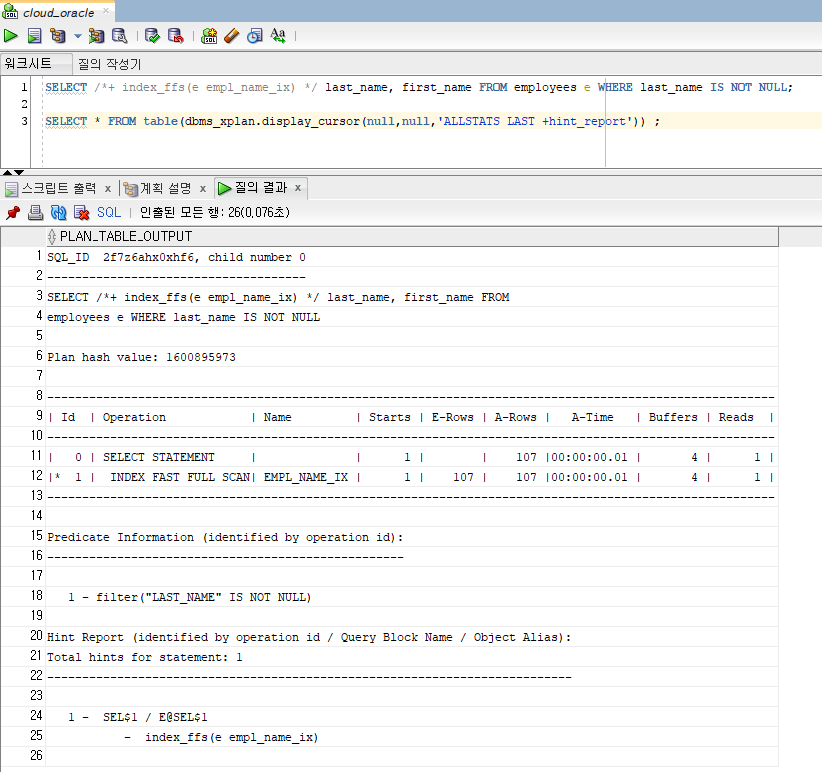 cloud_oracle
워크시트 질의 작성기
1 SELECT /*+ index_ffs(e empl_name_ix) */ last_name, first_name FROM employees e WHERE last_name IS NOT NULL;
2
3 SELECT * FROM table(dbms_xplan.display_cursor(null,null,'ALLSTATS LAST +hint_report')) ;
스크립트 출력 x 계획 설명 x 질의 결과 x
SQL | 인출된 모든 행: 26(0,076초)
PLAN_TABLE_OUTPUT
1 SQL_ID  2f7z6ahx0xhf6, child number 0
2 -------------------------------------
3 SELECT /*+ index_ffs(e empl_name_ix) */ last_name, first_name FROM
4 employees e WHERE last_name IS NOT NULL
5
6 Plan hash value: 1600895973
7
8 --------------------------------------------------------------------------------------------------------
9 | Id  | Operation            | Name         | Starts | E-Rows | A-Rows |   A-Time   | Buffers | Reads  |
10 --------------------------------------------------------------------------------------------------------
11 |   0 | SELECT STATEMENT     |              |      1 |        |    107 |00:00:00.01 |       4 |      1 |
12 |*  1 |  INDEX FAST FULL SCAN| EMPL_NAME_IX |      1 |    107 |    107 |00:00:00.01 |       4 |      1 |
13 --------------------------------------------------------------------------------------------------------
14
15 Predicate Information (identified by operation id):
16 ---------------------------------------------------
17
18    1 - filter("LAST_NAME" IS NOT NULL)
19
20 Hint Report (identified by operation id / Query Block Name / Object Alias):
21 Total hints for statement: 1
22 ---------------------------------------------------------------------------
23
24    1 -  SEL$1 / E@SEL$1
25            -  index_ffs(e empl_name_ix)
26